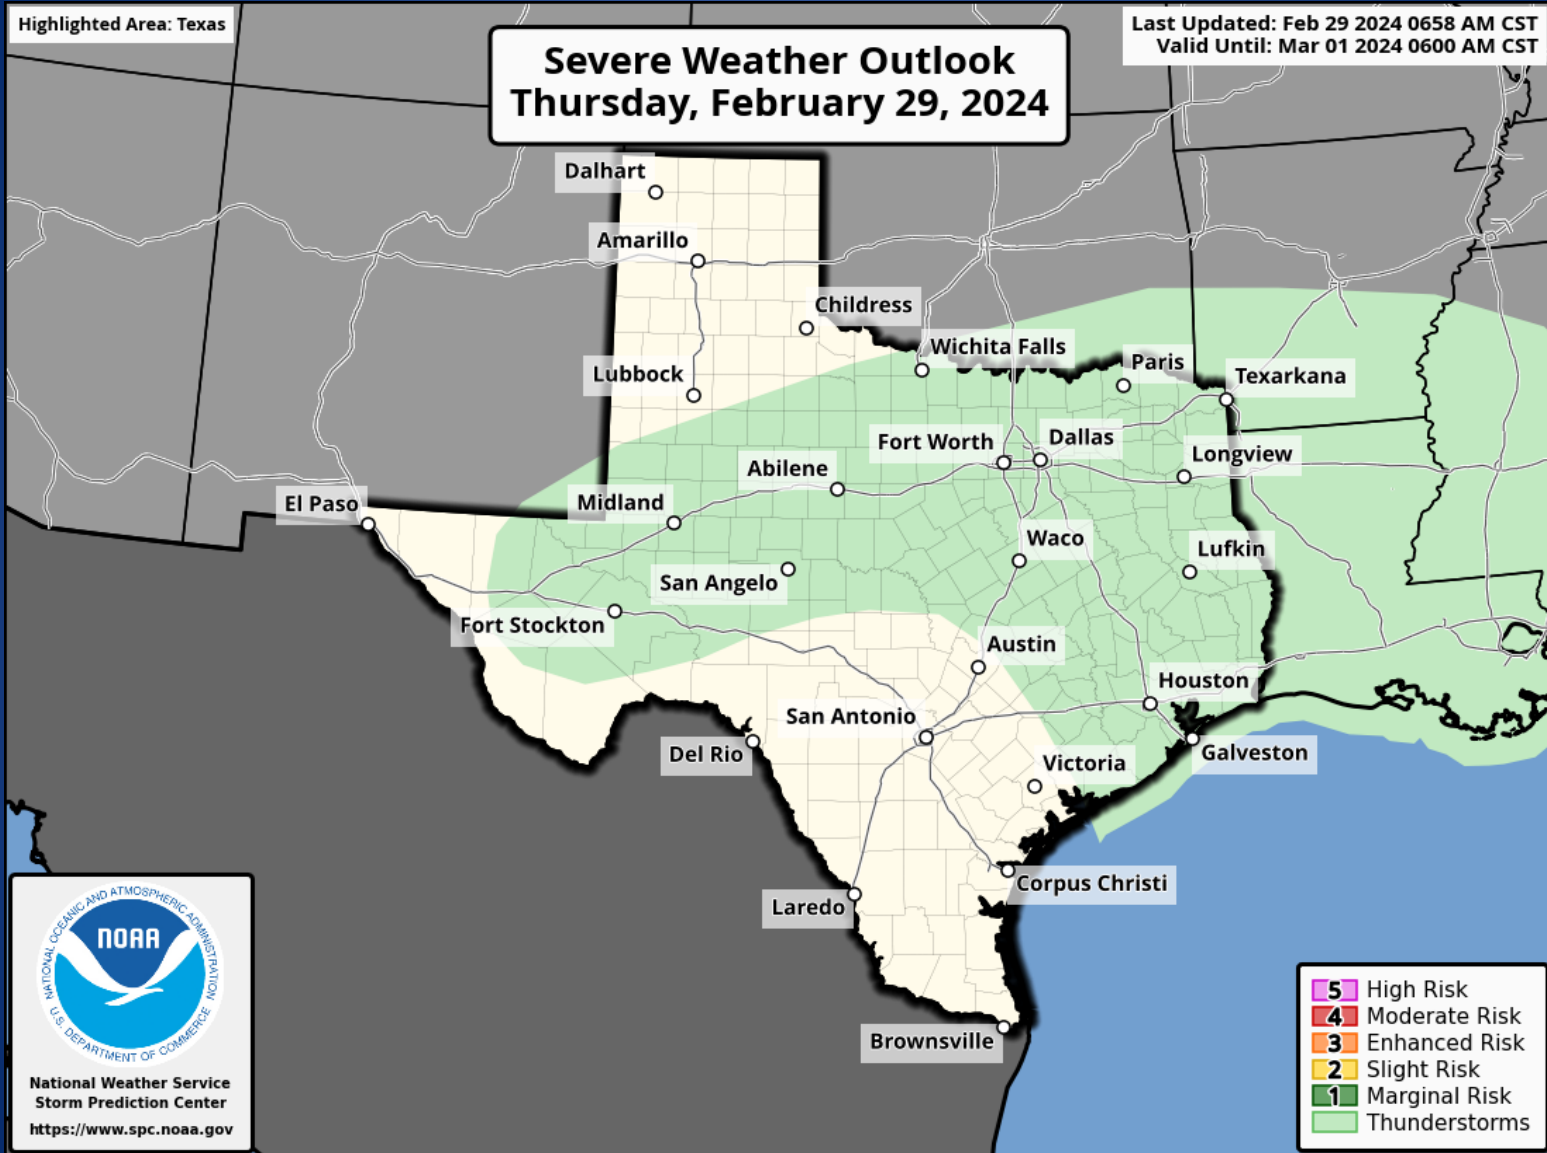 Highlighted Area: Texas
Severe Weather Outlook
Thursday, February 29, 2024
Last Updated: Feb 29 2024 0658 AM CST
Valid Until: Mar 01 2024 0600 AM CST
Dalhart
Amarillo
Childress
Wichita Falls
Paris
Lubbock
Texarkana
Fort Worth
Dallas
Longview
Abilene
Midland
El Paso
Waco
Lufkin
San Angelo
Fort Stockton
Austin
Houston
San Antonio
Del Rio
Galveston
Victoria
Corpus Christi
Laredo
Brownsville
NATIONAL OCEANIC AND ATMOSPHERIC ADMINISTRATION
NOAA
U.S. DEPARTMENT OF COMMERCE
National Weather Service
Storm Prediction Center
https://www.spc.noaa.gov
5 High Risk
4 Moderate Risk
3 Enhanced Risk
2 Slight Risk
1 Marginal Risk
Thunderstorms